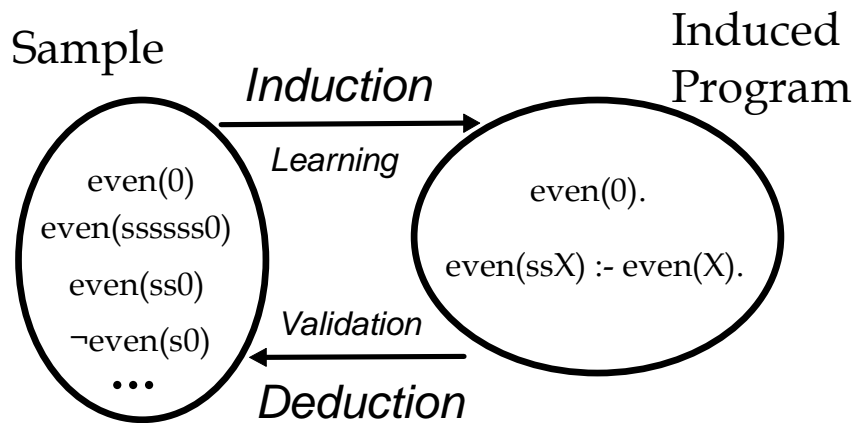 Sample
Induced
Program
Induction
Learning
even(0)
even(ssssss0)
even(ss0)
¬even(s0)
...
even(0).
even(ssX) :- even(X).
Validation
Deduction